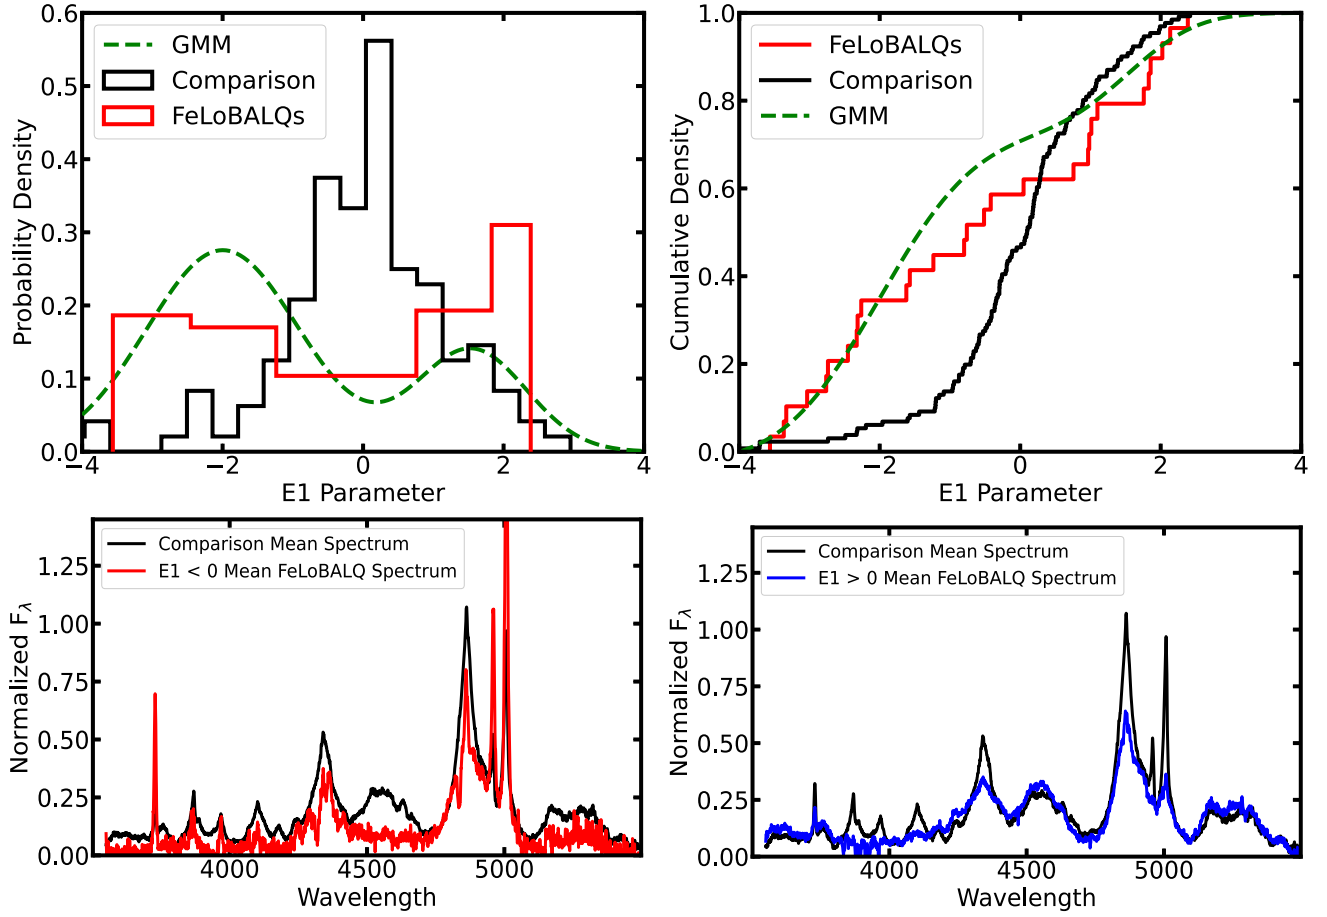 GMM
Comparison
FeLoBALQs
Probability Density
0.6
0.5
0.4
0.3
0.2
0.1
0.0
−4
−2
0
2
4
E1 Parameter
FeLoBALQs
Comparison
GMM
Cumulative Density
1.0
0.8
0.6
0.4
0.2
0.0
−4
−2
0
2
4
E1 Parameter
Comparison Mean Spectrum
E1 < 0 Mean FeLoBALQ Spectrum
Normalized Fλ
1.25
1.00
0.75
0.50
0.25
0.00
4000
4500
5000
Wavelength
Comparison Mean Spectrum
E1 > 0 Mean FeLoBALQ Spectrum
Normalized Fλ
1.25
1.00
0.75
0.50
0.25
0.00
4000
4500
5000
Wavelength